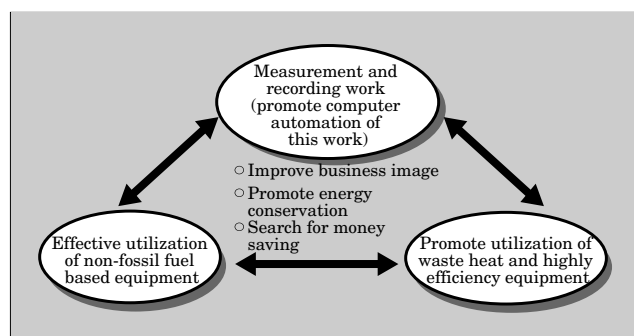 Measurement and
recording work
(promote computer
automation of
this work)
○ Improve business image
○ Promote energy
conservation
○ Search for money
saving
Effective utilization
of non-fossil fuel
based equipment
Promote utilization of
waste heat and highly
efficiency equipment